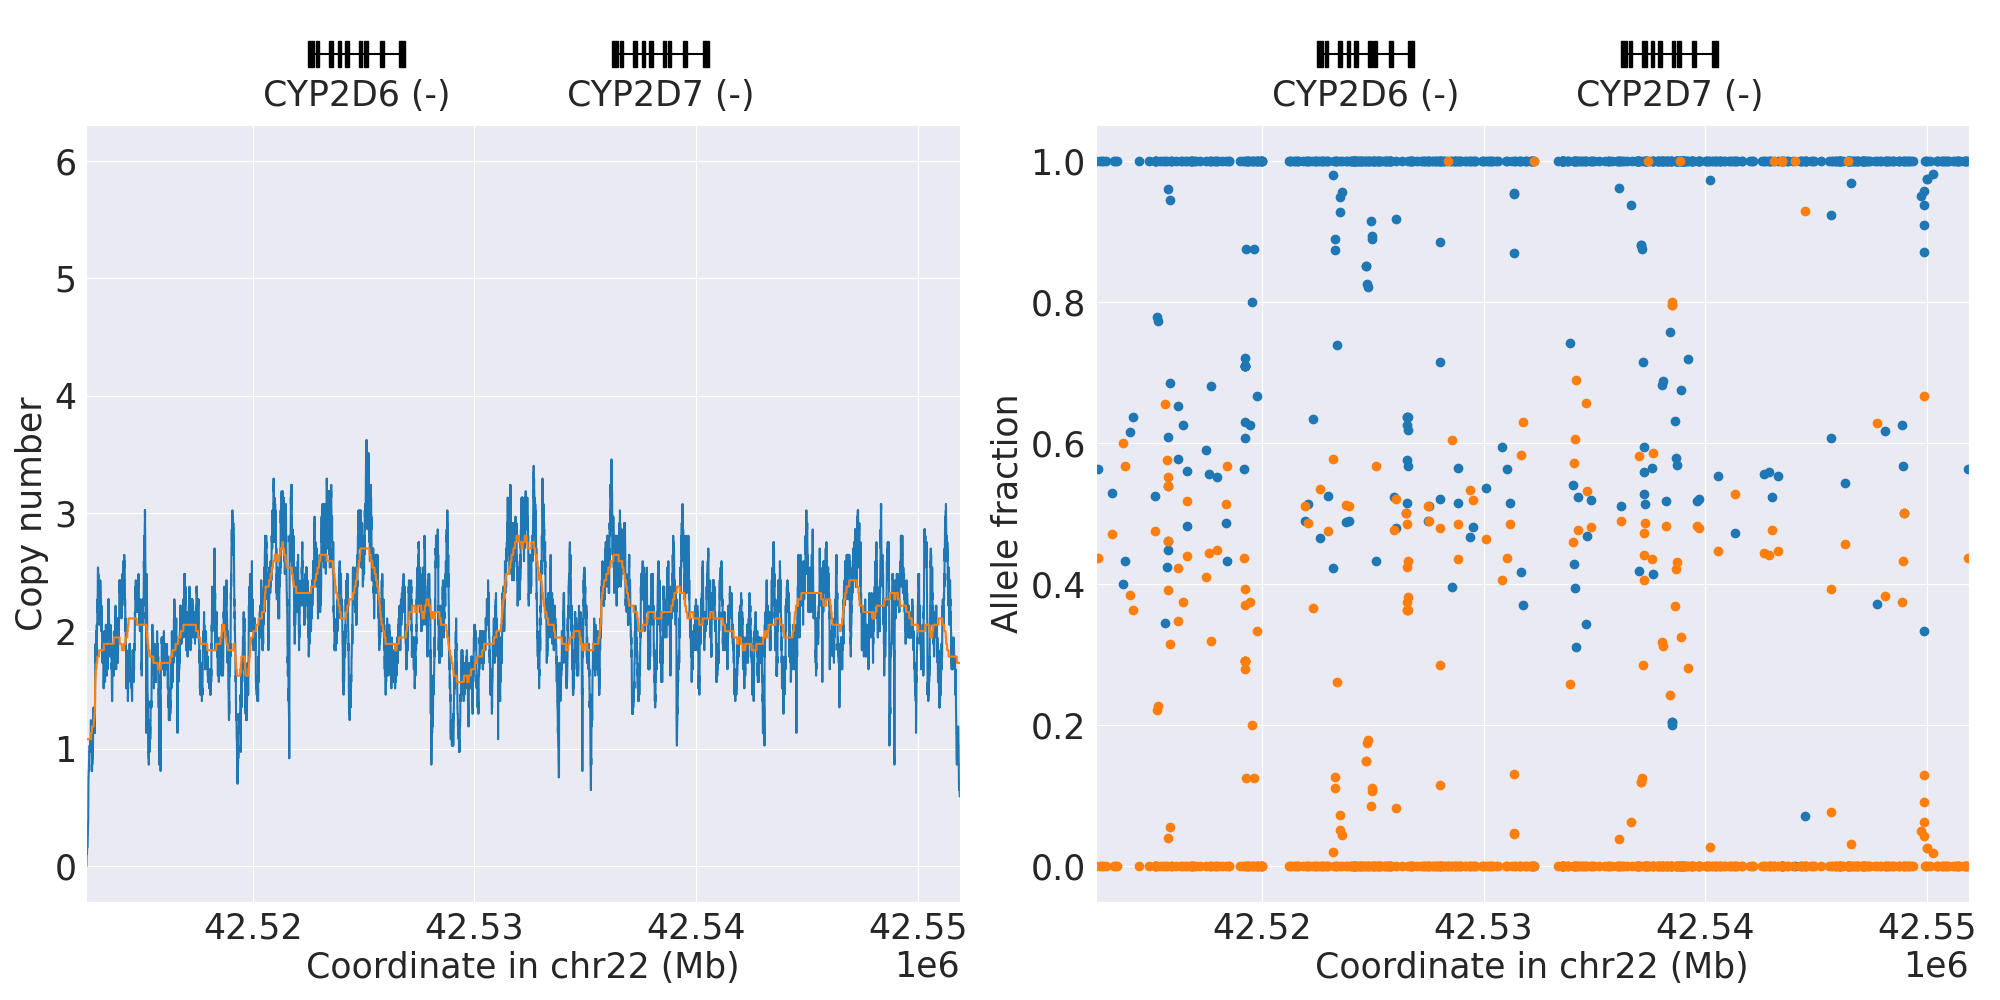 CYP2D6 (-) CYP2D7 (-)
CYP2D6 (-) CYP2D7 (-)
Copy number
6
5
4
3
2
1
0
42.52 42.53 42.54 42.55
Coordinate in chr22 (Mb)
1e6
Allele fraction
1.0
0.8
0.6
0.4
0.2
0.0
42.52 42.53 42.54 42.55
Coordinate in chr22 (Mb)
1e6